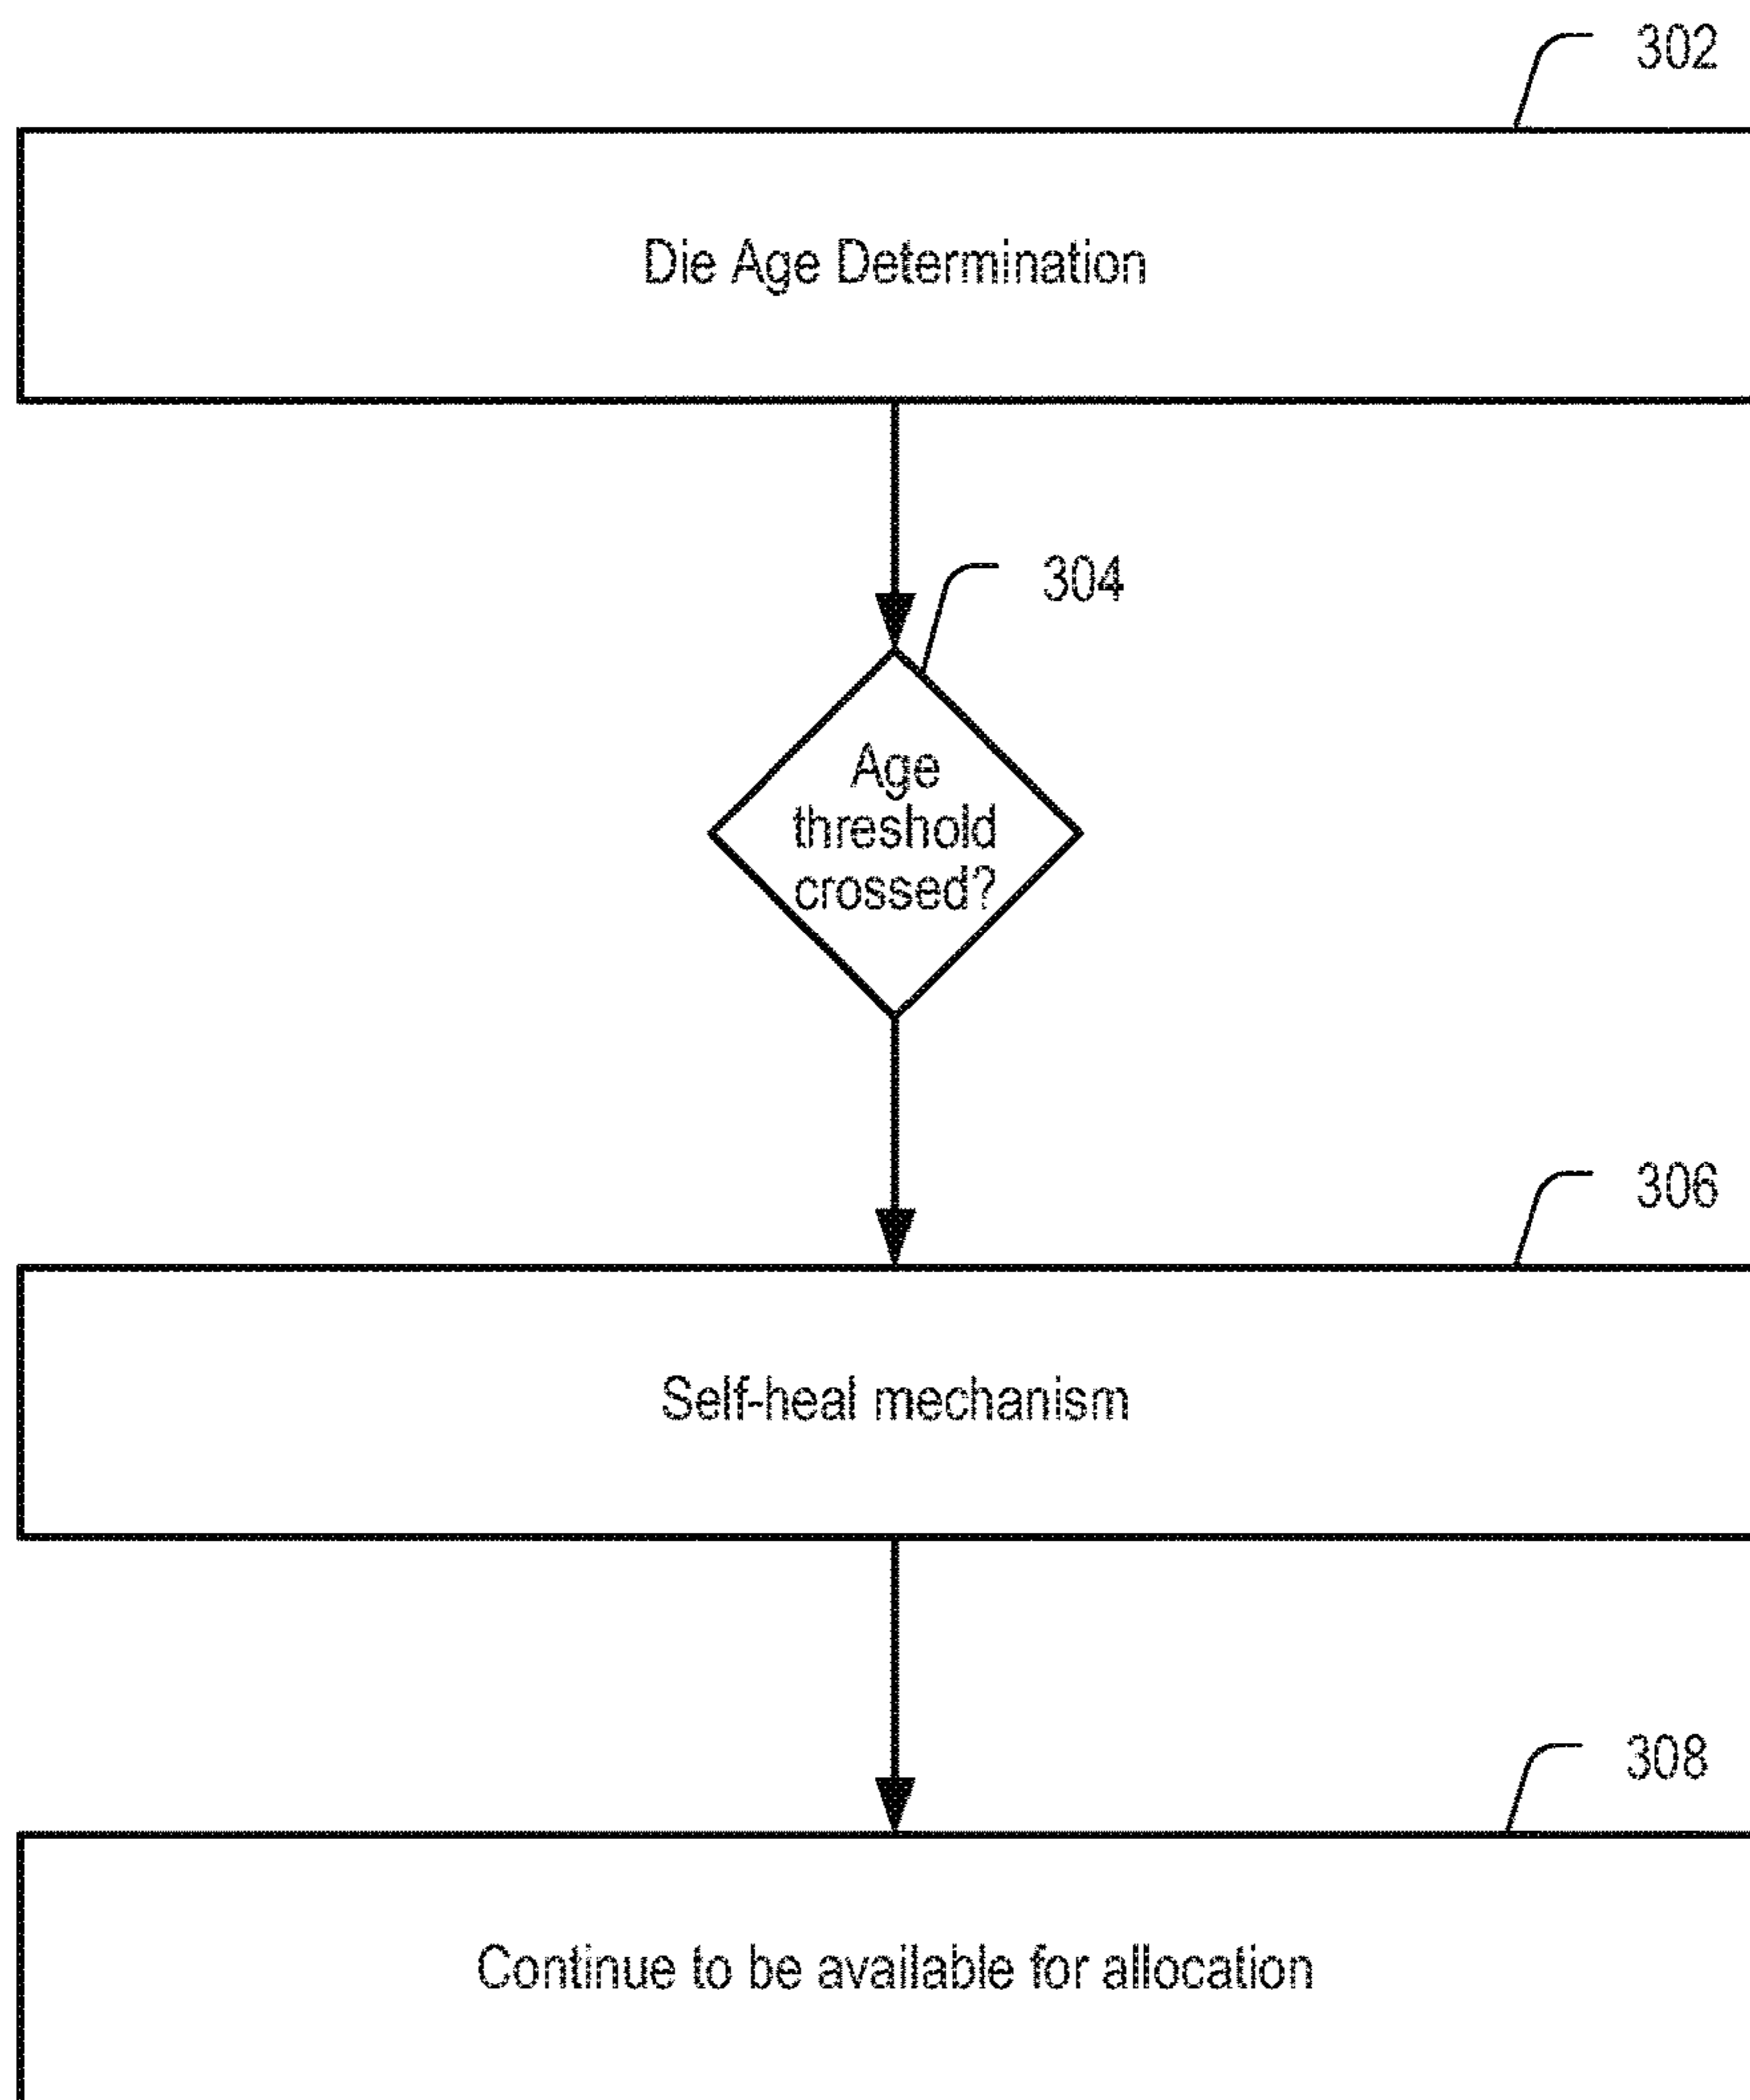 302
Die Age Determination
304
Age
threshold
crossed?
306
Self-heal mechanism
308
Continue to be available for allocation